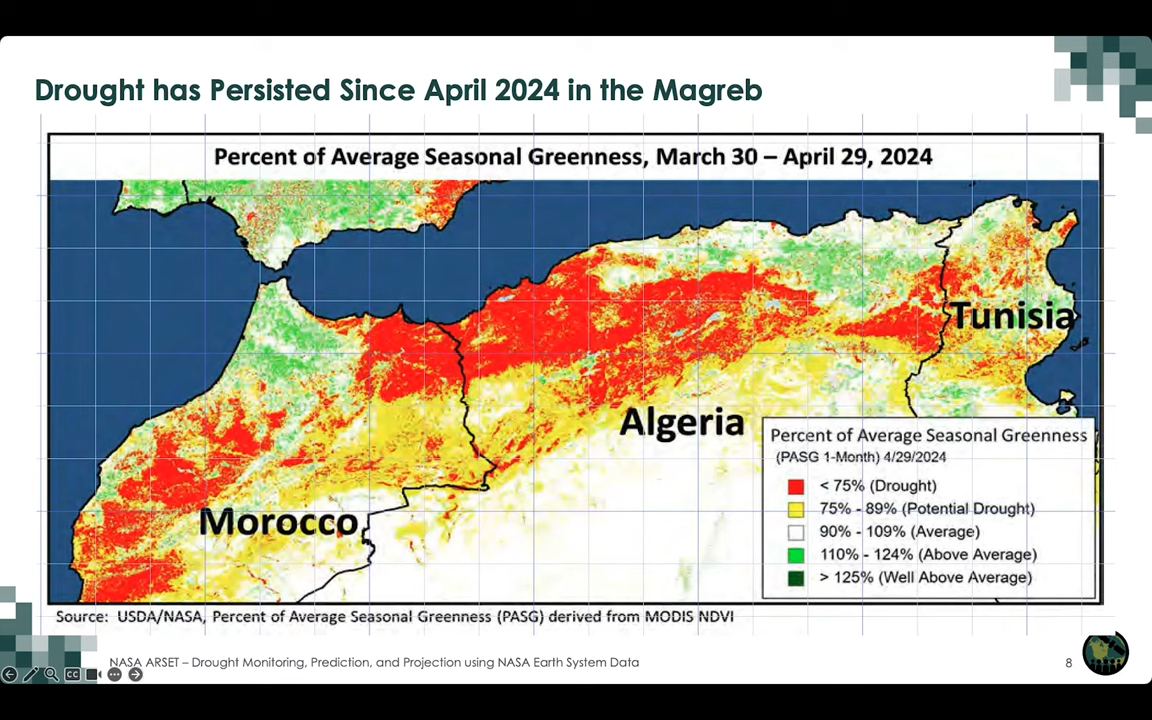 Drought has Persisted Since April 2024 in the Magreb
Percent of Average Seasonal Greenness, March 30 – April 29, 2024
Tunisia
Algeria
Morocco
Percent of Average Seasonal Greenness
(PASG 1-Month) 4/29/2024
< 75% (Drought)
75% - 89% (Potential Drought)
90% - 109% (Average)
110% - 124% (Above Average)
> 125% (Well Above Average)
Source: USDA/NASA, Percent of Average Seasonal Greenness (PASG) derived from MODIS NDVI
NASA ARSET – Drought Monitoring, Prediction, and Projection using NASA Earth System Data
8
CC